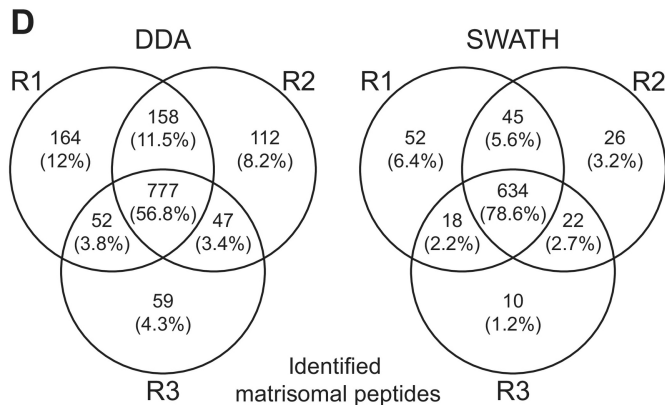 D
DDA
R1
R2
158
(11.5%)
164
(12%)
112
(8.2%)
777
(56.8%)
52
(3.8%)
47
(3.4%)
59
(4.3%)
R3
SWATH
R1
R2
45
(5.6%)
52
(6.4%)
26
(3.2%)
634
(78.6%)
18
(2.2%)
22
(2.7%)
10
(1.2%)
R3
Identified
matrisomal peptides